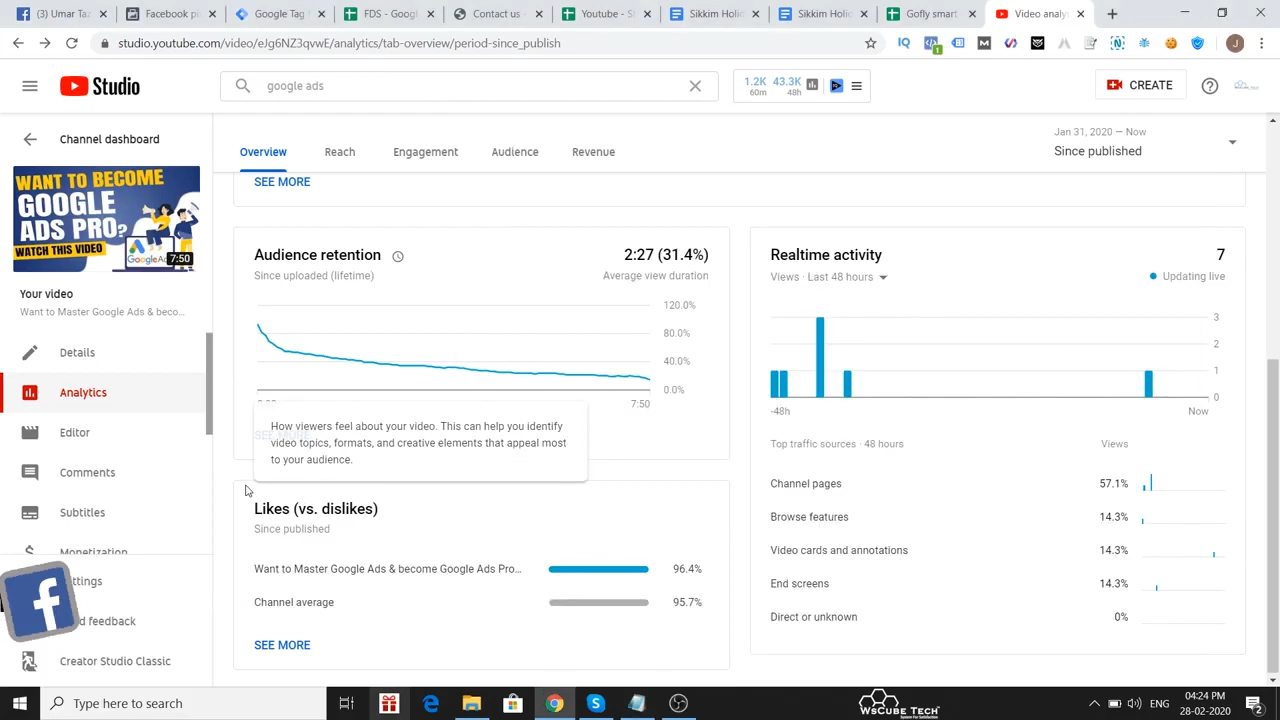 (3) Umar Taz
Facebook pi
Google Tren
FDS - Googl
Contact us
Youtube - St
Sikkim Holid
Sikkim Holid
Gofly smart
Video analyt
studio.youtube.com/video/eJg6NZ3qvwE/analytics/tab-overview/period-since_publish
Studio
google ads
1.2K 43.3K
60m 48h
CREATE
Channel dashboard
Overview
Reach
Engagement
Audience
Revenue
Jan 31, 2020 — Now
Since published
WANT TO BECOME
GOOGLE
ADS PRO?
WATCH THIS VIDEO
7:50
Your video
Want to Master Google Ads & beco...
Details
Analytics
Editor
Comments
Subtitles
Monetization
Settings
Send feedback
Creator Studio Classic
SEE MORE
Audience retention
2:27 (31.4%)
Since uploaded (lifetime)
Average view duration
120.0%
80.0%
40.0%
0.0%
7:50
SEE MORE
How viewers feel about your video. This can help you identify
video topics, formats, and creative elements that appeal most
to your audience.
Likes (vs. dislikes)
Since published
Want to Master Google Ads & become Google Ads Pro... 96.4%
Channel average 95.7%
SEE MORE
Realtime activity
7
Views · Last 48 hours
Updating live
3
2
1
0
-48h
Now
Top traffic sources · 48 hours
Views
Channel pages 57.1%
Browse features 14.3%
Video cards and annotations 14.3%
End screens 14.3%
Direct or unknown 0%
Type here to search
WsCube Tech
ENG
04:24 PM
28-02-2020
2